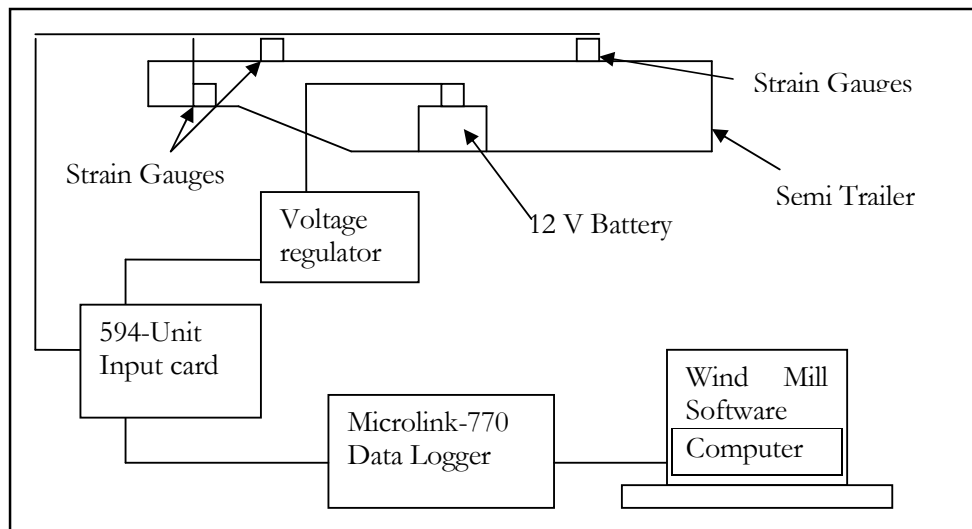 Strain Gauges
Strain Gauges
Semi Trailer
12 V Battery
Voltage
regulator
594-Unit
Input card
Microlink-770
Data Logger
Wind Mill
Software
Computer